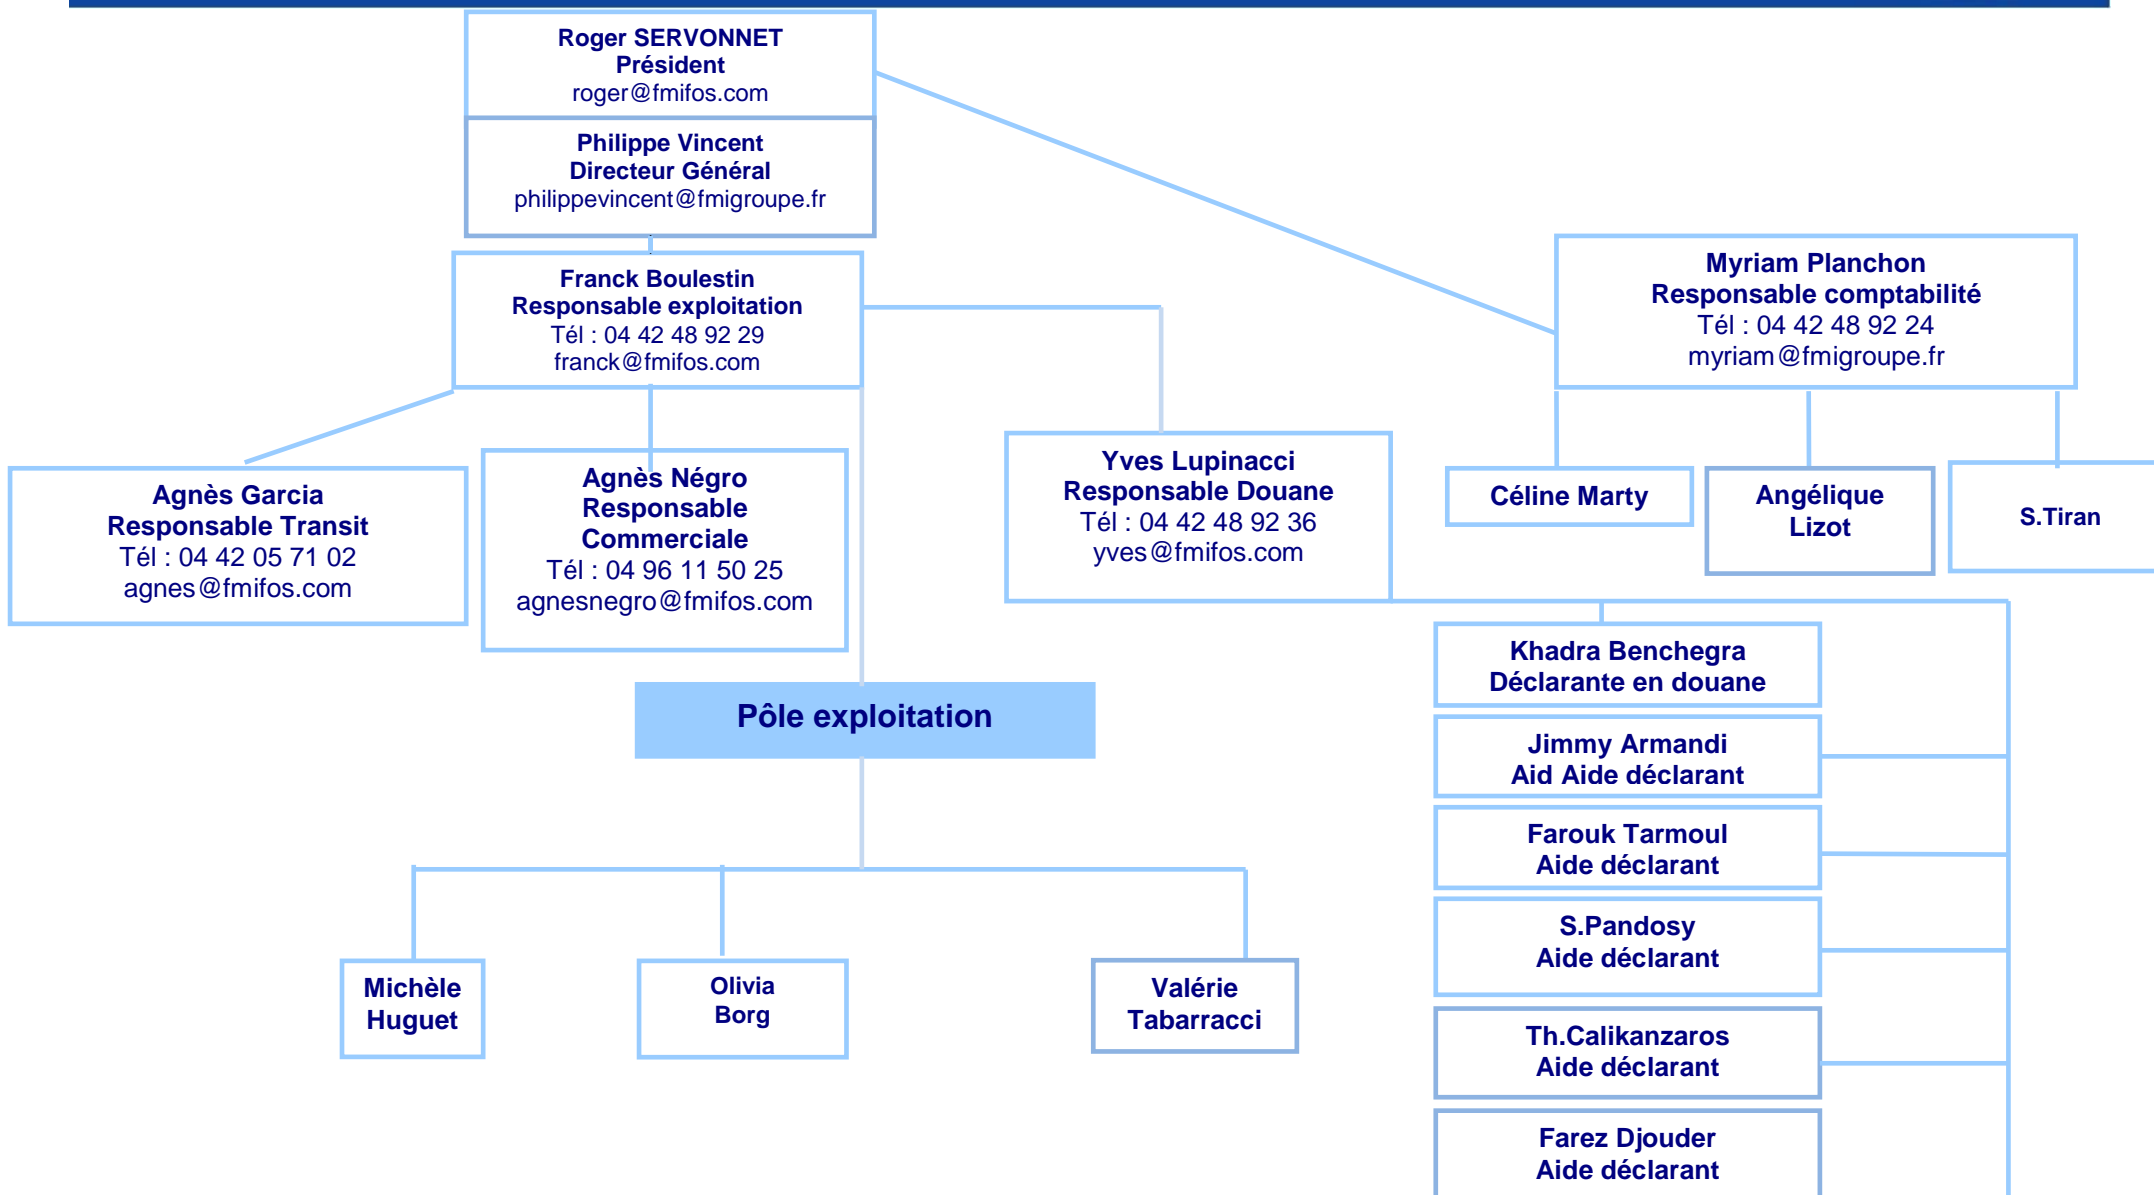 Roger SERVONNET
Président
roger@fmifos.com
Philippe Vincent
Directeur Général
philippevincent@fmigroupe.fr
Franck Boulestin
Responsable exploitation
Tél : 04 42 48 92 29
franck@fmifos.com
Myriam Planchon
Responsable comptabilité
Tél : 04 42 48 92 24
myriam@fmigroupe.fr
Agnès Garcia
Responsable Transit
Tél : 04 42 05 71 02
agnes@fmifos.com
Agnès Négro
Responsable
Commerciale
Tél : 04 96 11 50 25
agnesnegro@fmifos.com
Yves Lupinacci
Responsable Douane
Tél : 04 42 48 92 36
yves@fmifos.com
Céline Marty
Angélique
Lizot
S.Tiran
Khadra Benchegra
Déclarante en douane
Jimmy Armandi
Aid Aide déclarant
Farouk Tarmoul
Aide déclarant
S.Pandosy
Aide déclarant
Th.Calikanzaros
Aide déclarant
Farez Djouder
Aide déclarant
Pôle exploitation
Michèle
Huguet
Olivia
Borg
Valérie
Tabarracci